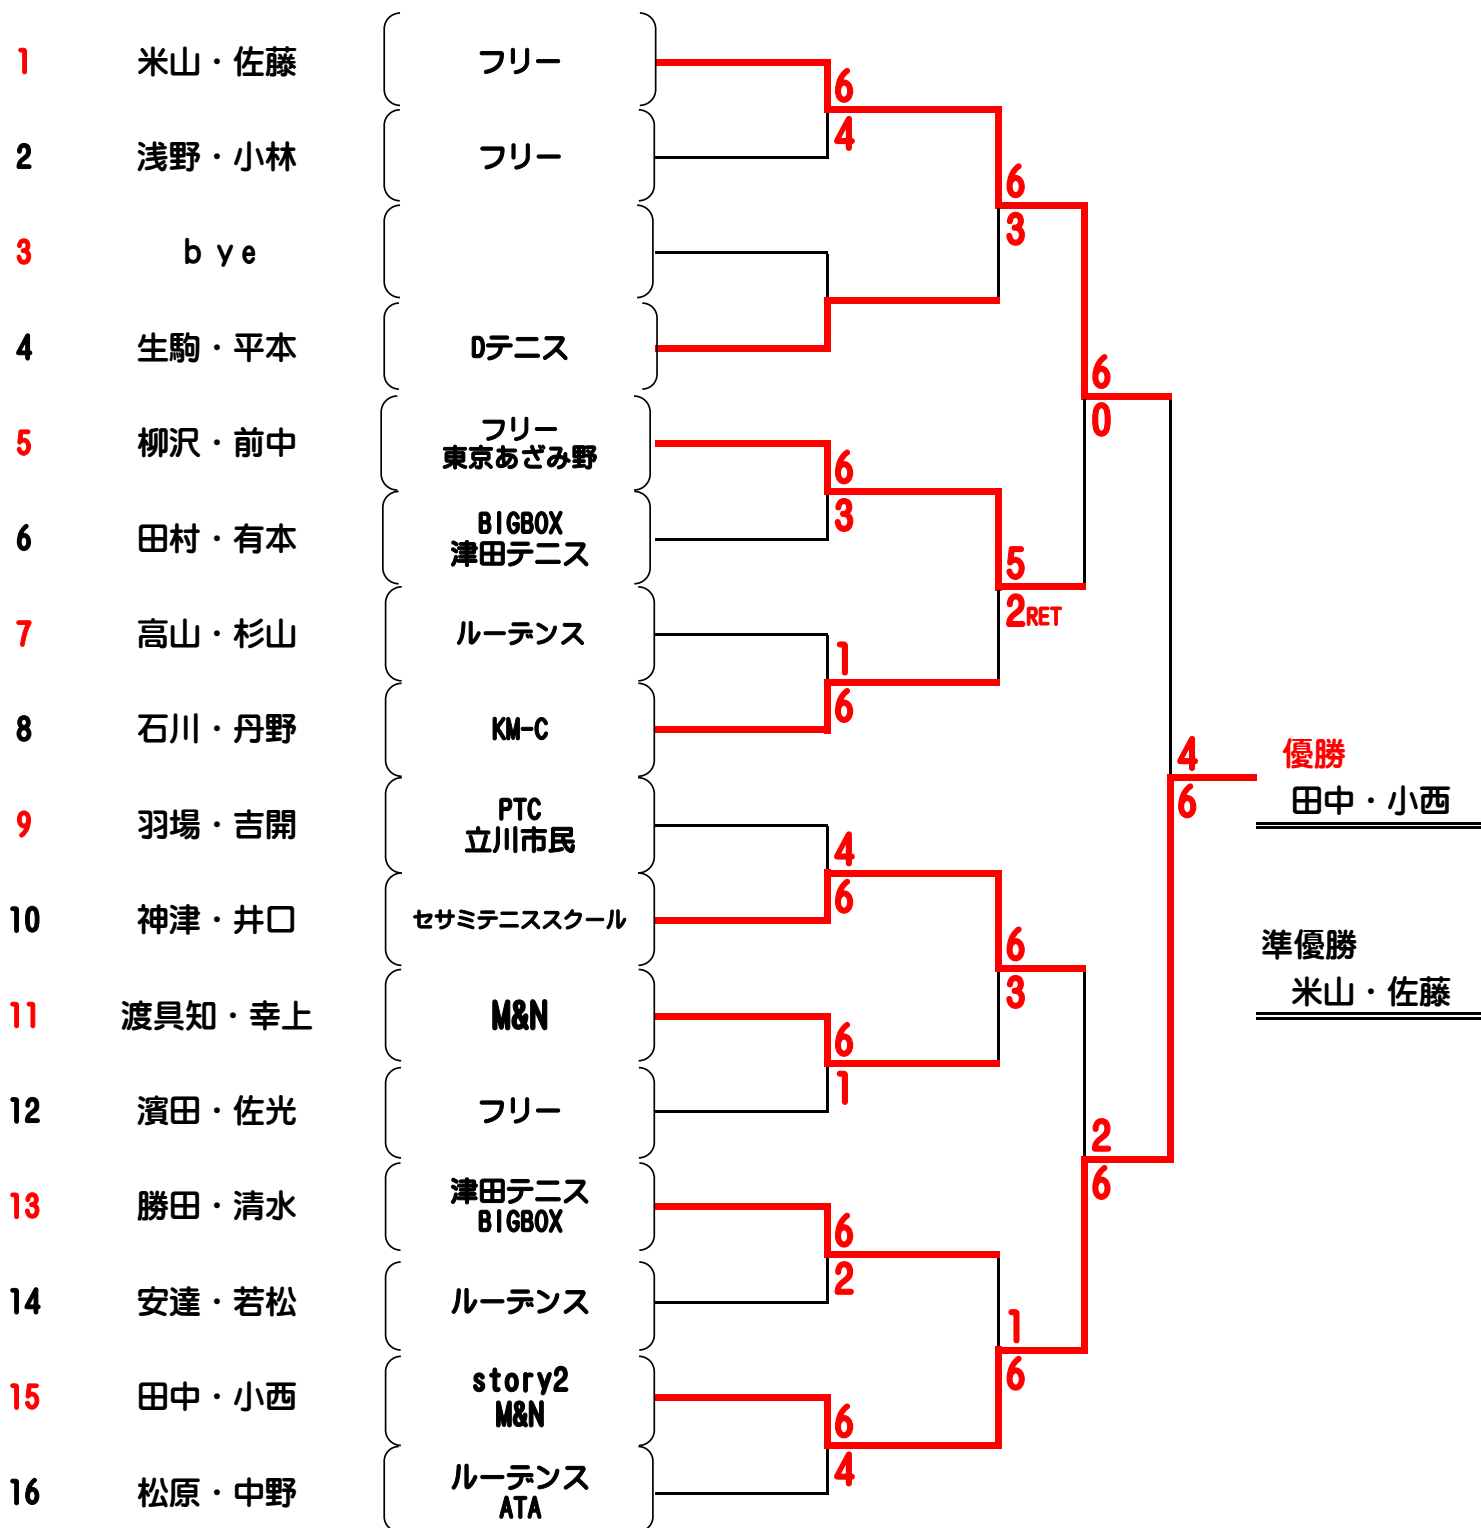 1 米山・佐藤 フリー
6
4
2 浅野・小林 フリー
6
3
3 ｂｙｅ
4 生駒・平本 Dテニス
6
0
5 柳沢・前中 フリー
東京あざみ野
6
3
6 田村・有本 BIGBOX
津田テニス
5
2RET
7 高山・杉山 ルーデンス
1
6
8 石川・丹野 KM-C
4 優勝
6 田中・小西
9 羽場・吉開 PTC
立川市民
4
6
10 神津・井口 セサミテニススクール
6 準優勝
3 米山・佐藤
11 渡具知・幸上 M&N
6
1
12 濱田・佐光 フリー
2
6
13 勝田・清水 津田テニス
BIGBOX
6
2
14 安達・若松 ルーデンス
1
6
15 田中・小西 story2
M&N
6
4
16 松原・中野 ルーデンス
ATA